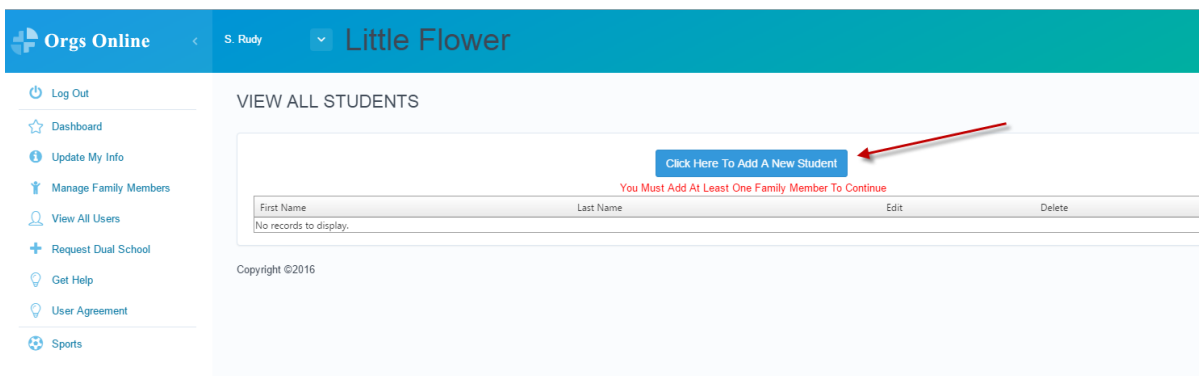 Orgs Online
S. Rudy
Little Flower
Log Out
Dashboard
Update My Info
Manage Family Members
View All Users
Request Dual School
Get Help
User Agreement
Sports
VIEW ALL STUDENTS
Click Here To Add A New Student
You Must Add At Least One Family Member To Continue
First Name Last Name Edit Delete
No records to display.
Copyright ©2016